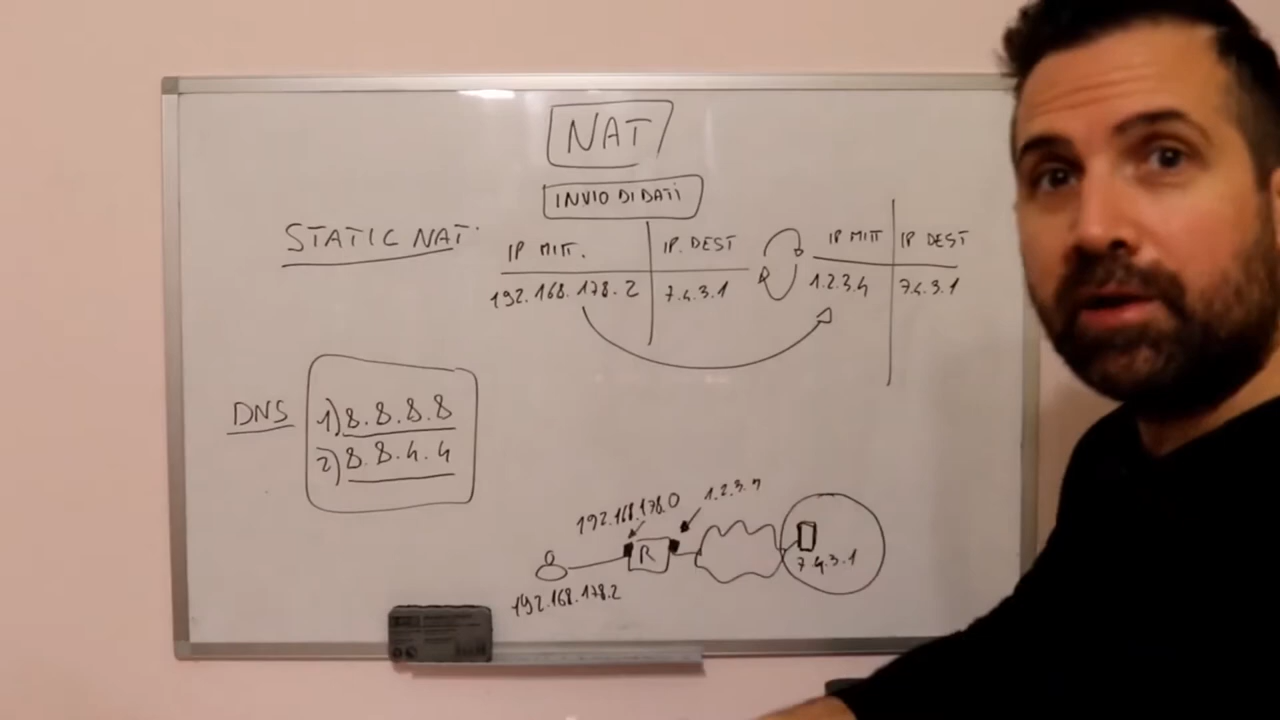 NAT
INVIO DI DATI
STATIC NAT
IP MITT. IP. DEST
192.168.178.2 7.4.3.1
IP MITT IP DEST
1.2.3.4 7.4.3.1
DNS
1) 8.8.8.8
2) 8.8.4.4
192.168.178.0
1.2.3.4
R
7.4.3.1
192.168.178.2